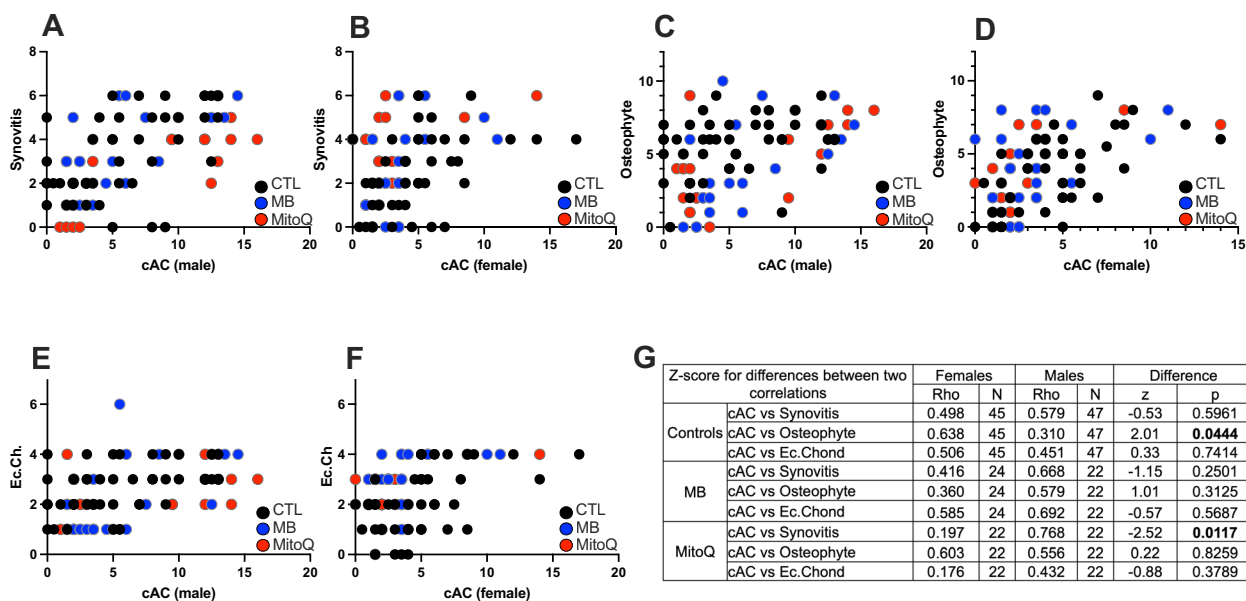 A
B
C
D
Synovitis
8
6
4
2
0
0 5 10 15 20
cAC (male)
CTL
MB
MitoQ
Synovitis
8
6
4
2
0
0 5 10 15 20
cAC (female)
CTL
MB
MitoQ
Osteophyte
10
5
0
0 5 10 15 20
cAC (male)
CTL
MB
MitoQ
Osteophyte
10
5
0
0 5 10 15
cAC (female)
CTL
MB
MitoQ
E
F
G
Ec.Ch.
6
4
2
0
0 5 10 15 20
cAC (male)
CTL
MB
MitoQ
Ec.Ch
6
4
2
0
0 5 10 15 20
cAC (female)
CTL
MB
MitoQ
Z-score for differences between two correlations Females Males Difference
Rho N Rho N z p
Controls cAC vs Synovitis 0.498 45 0.579 47 -0.53 0.5961
cAC vs Osteophyte 0.638 45 0.310 47 2.01 0.0444
cAC vs Ec.Chond 0.506 45 0.451 47 0.33 0.7414
MB cAC vs Synovitis 0.416 24 0.668 22 -1.15 0.2501
cAC vs Osteophyte 0.360 24 0.579 22 1.01 0.3125
cAC vs Ec.Chond 0.585 24 0.692 22 -0.57 0.5687
MitoQ cAC vs Synovitis 0.197 22 0.768 22 -2.52 0.0117
cAC vs Osteophyte 0.603 22 0.556 22 0.22 0.8259
cAC vs Ec.Chond 0.176 22 0.432 22 -0.88 0.3789